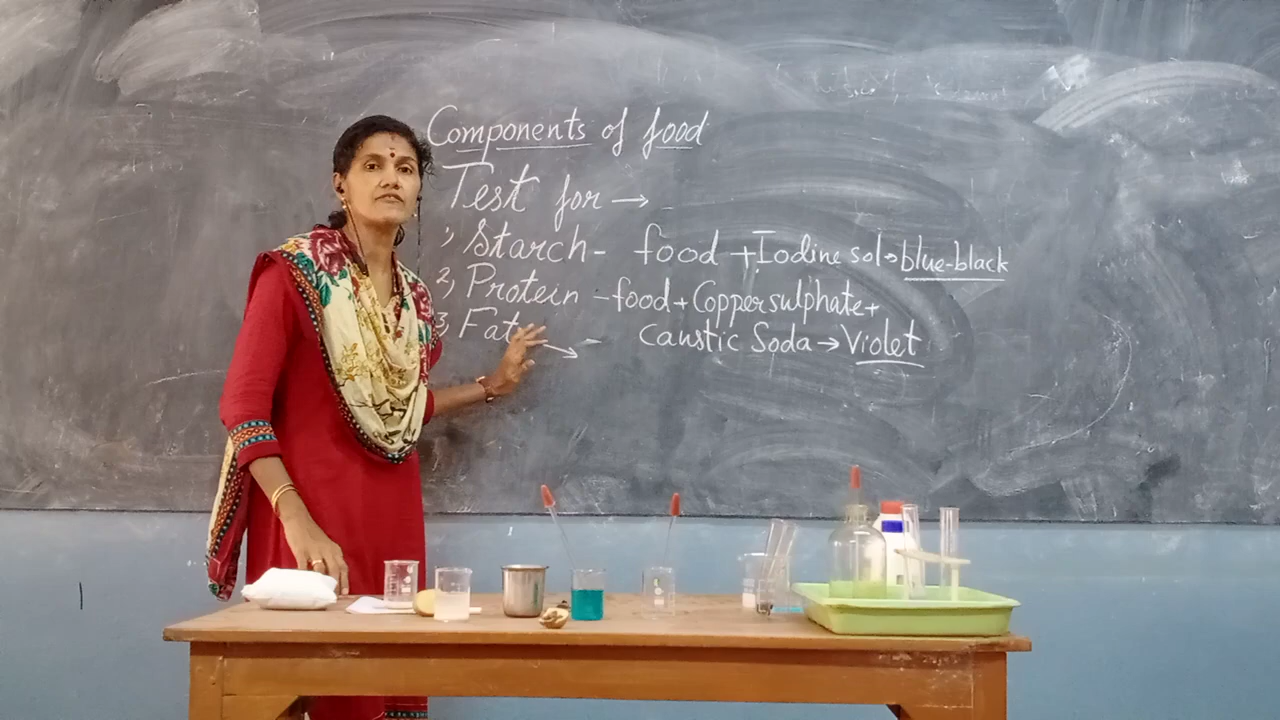 Components of food
Test for →
1, Starch - food + Iodine sol → blue-black
2, Protein - food + Copper sulphate +
Caustic Soda → Violet
3, Fat → -